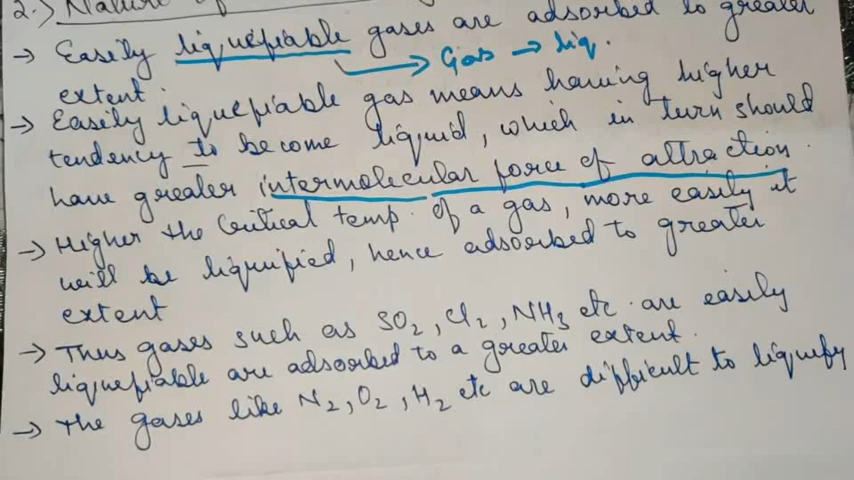 2.) Nature of
→ Easily liquefiable gases are adsorbed to greater
→ Gas → liq.
extent.
→ Easily liquefiable gas means having higher
tendency to become liquid, which in turn should
have greater intermolecular force of attraction.
→ Higher the Critical temp. of a gas, more easily it
will be liquified, hence adsorbed to greater
extent
→ Thus gases such as SO₂, Cl₂, NH₃ etc. are easily
liquefiable are adsorbed to a greater extent.
→ The gases like N₂, O₂, H₂ etc are difficult to liquefy